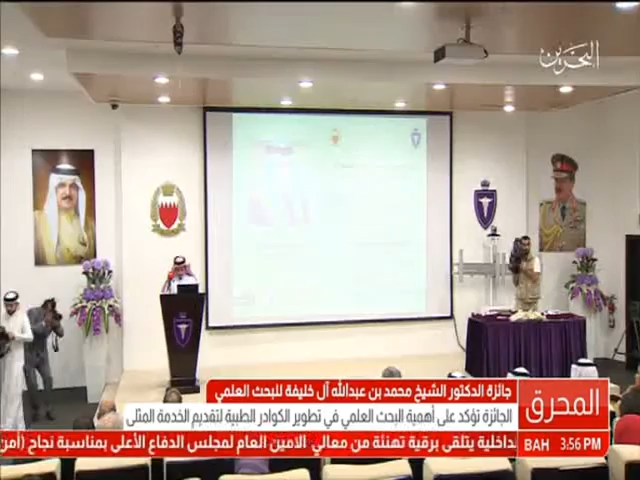 البحرين
جائزة الدكتور الشيخ محمد بن عبدالله آل خليفة للبحث العلمي
الجائزة تؤكد على أهمية البحث العلمي في تطوير الكوادر الطبية لتقديم الخدمة المثلى
المحرق
داخلية يتلقى برقية تهنئة من معالي الامين العام لمجلس الدفاع الأعلى بمناسبة نجاح (أمن
BAH 3:56 PM